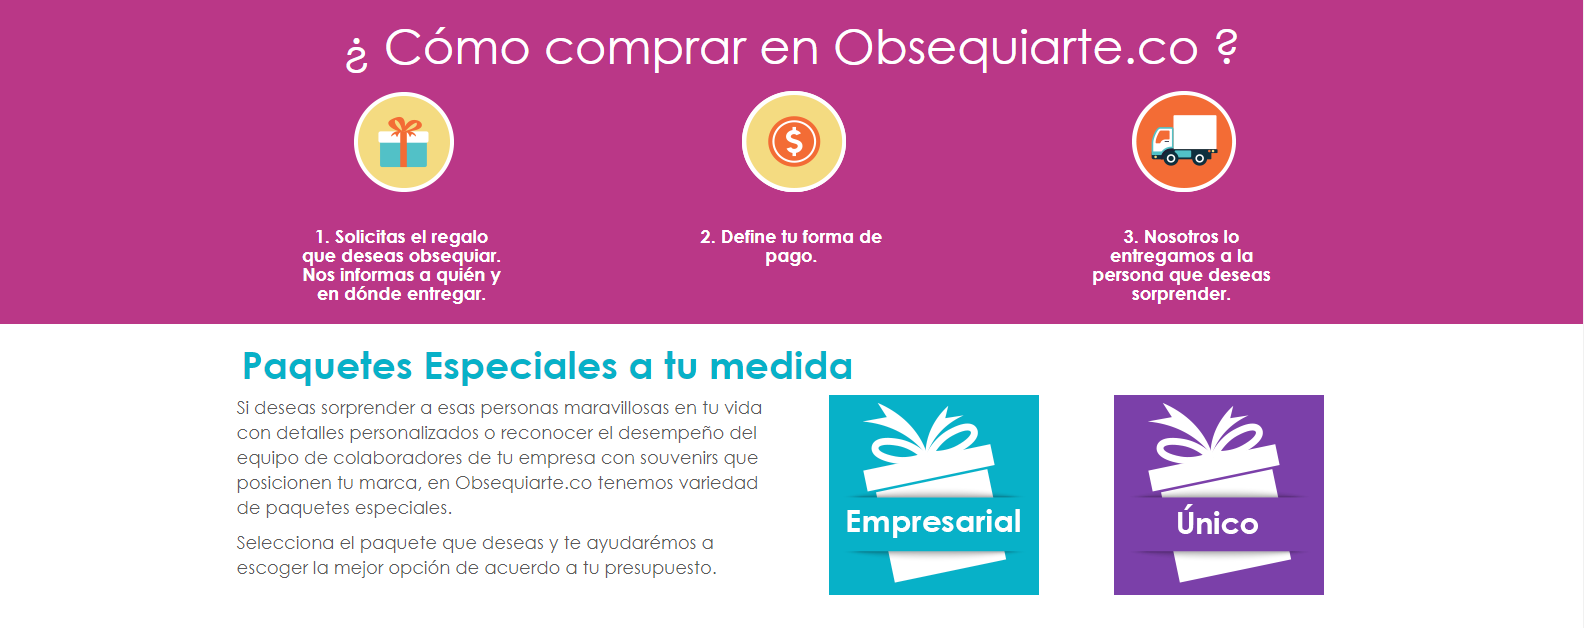 ¿ Cómo comprar en Obsequiarte.co ?
$
1. Solicitas el regalo
que deseas obsequiar.
Nos informas a quién y
en dónde entregar.
2. Define tu forma de
pago.
3. Nosotros lo
entregamos a la
persona que deseas
sorprender.
Paquetes Especiales a tu medida
Si deseas sorprender a esas personas maravillosas en tu vida
con detalles personalizados o reconocer el desempeño del
equipo de colaboradores de tu empresa con souvenirs que
posicionen tu marca, en Obsequiarte.co tenemos variedad
de paquetes especiales.
Selecciona el paquete que deseas y te ayudarémos a
escoger la mejor opción de acuerdo a tu presupuesto.
Empresarial
Único